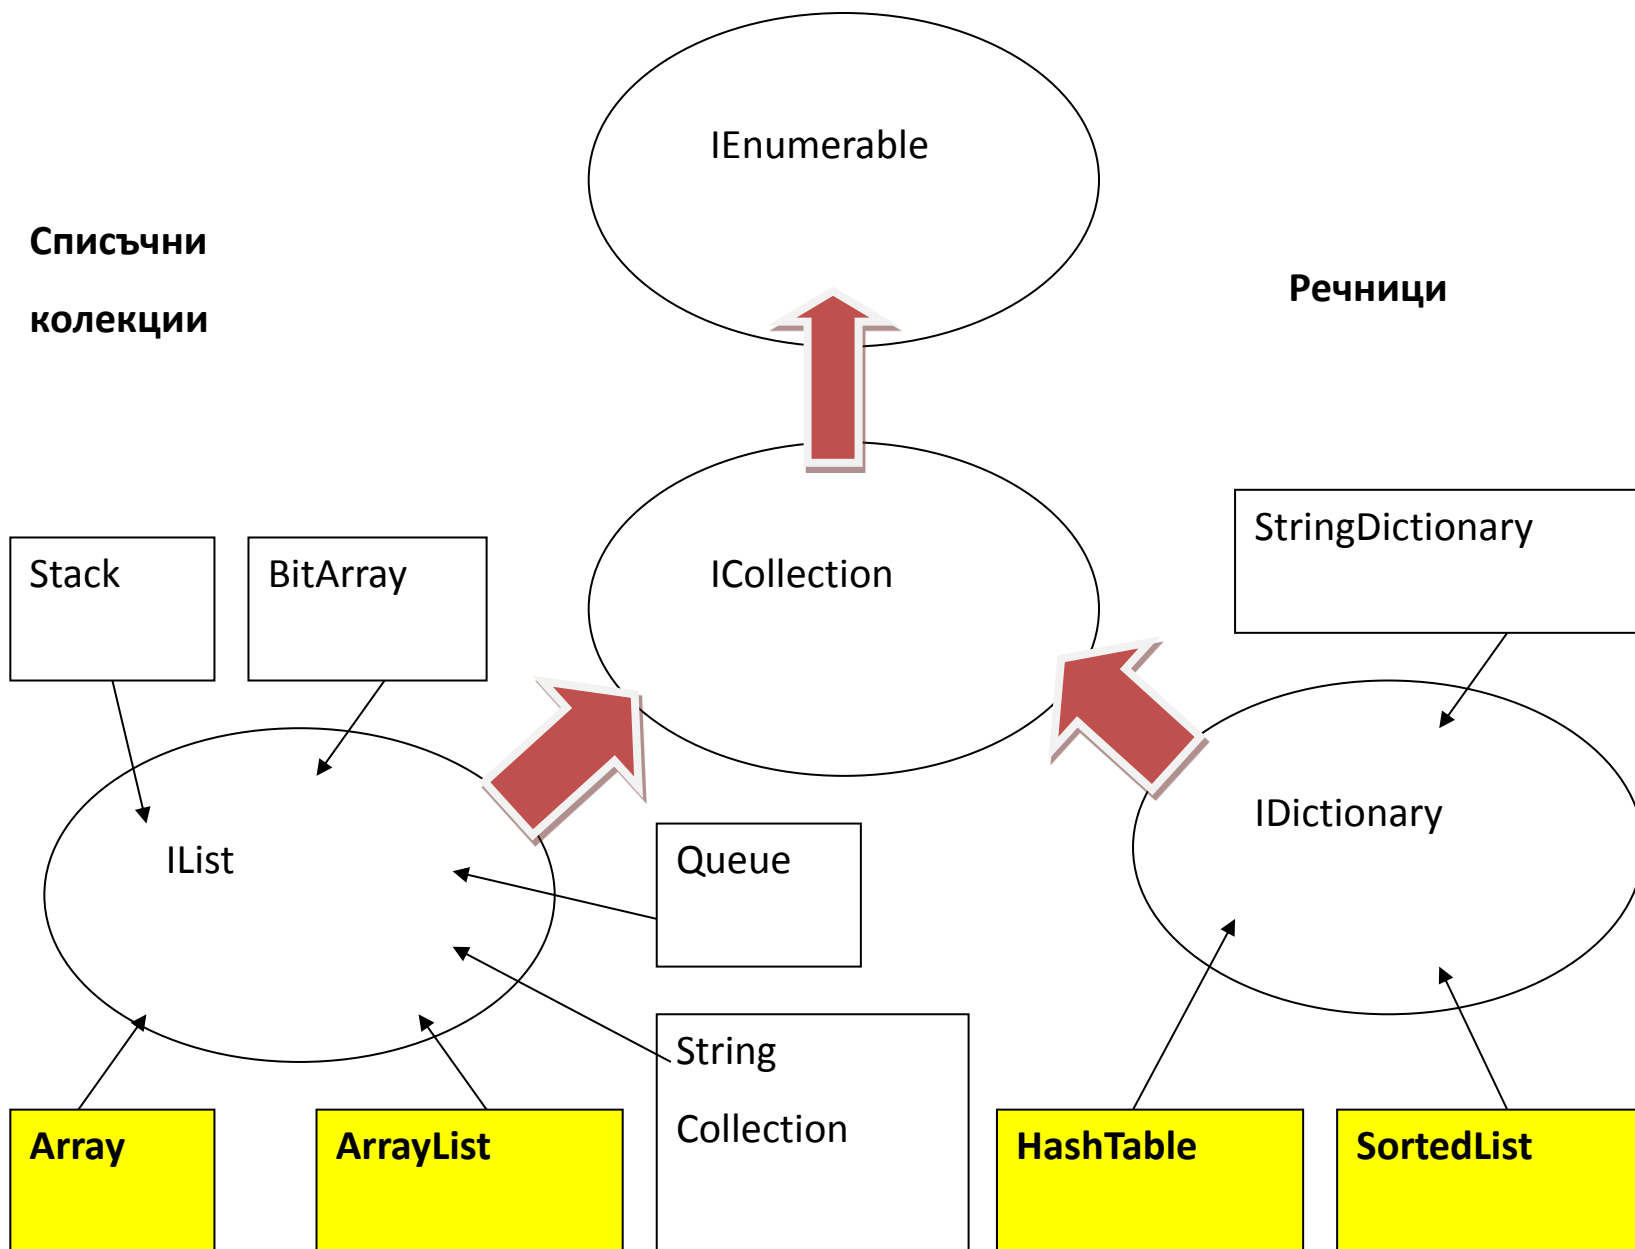 IEnumerable
Списъчни
колекции
Речници
StringDictionary
Stack
BitArray
ICollection
IDictionary
IList
Queue
String
Collection
Array
ArrayList
HashTable
SortedList